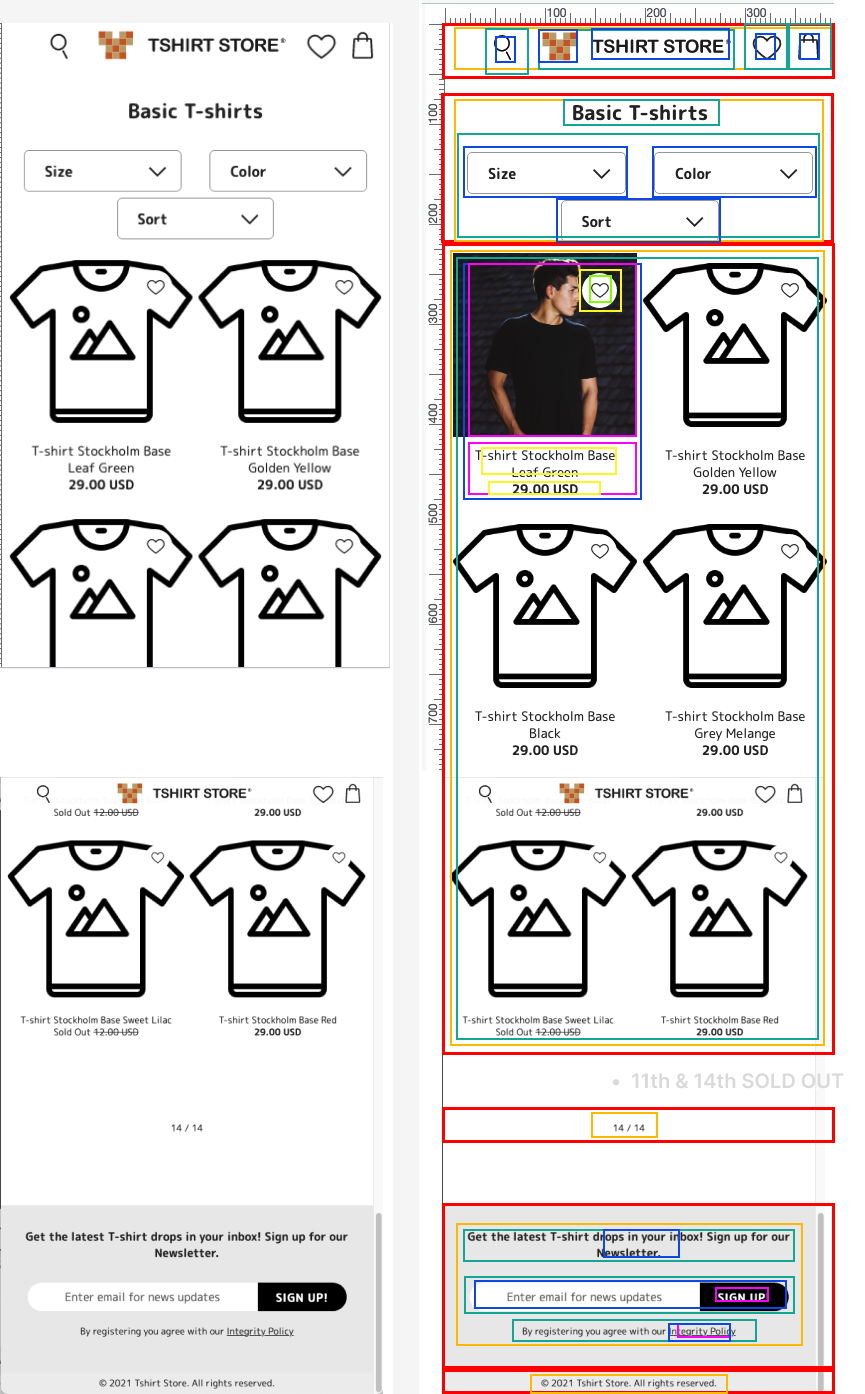 100
200
300
TSHIRT STORE®
TSHIRT STORE®
Basic T-shirts
Basic T-shirts
100
Size
Color
Size
Color
Sort
Sort
200
300
400
T-shirt Stockholm Base
Leaf Green
29.00 USD
T-shirt Stockholm Base
Golden Yellow
29.00 USD
T-shirt Stockholm Base
Leaf Green
29.00 USD
T-shirt Stockholm Base
Golden Yellow
29.00 USD
500
600
700
T-shirt Stockholm Base
Black
29.00 USD
T-shirt Stockholm Base
Grey Melange
29.00 USD
TSHIRT STORE®
TSHIRT STORE®
Sold Out 12.00 USD
29.00 USD
Sold Out 12.00 USD
29.00 USD
T-shirt Stockholm Base Sweet Lilac
Sold Out 12.00 USD
T-shirt Stockholm Base Red
29.00 USD
T-shirt Stockholm Base Sweet Lilac
Sold Out 12.00 USD
T-shirt Stockholm Base Red
29.00 USD
• 11th & 14th SOLD OUT
14 / 14
14 / 14
Get the latest T-shirt drops in your inbox! Sign up for our
Newsletter.
Enter email for news updates
SIGN UP!
By registering you agree with our Integrity Policy
© 2021 Tshirt Store. All rights reserved.
Get the latest T-shirt drops in your inbox! Sign up for our
Newsletter.
Enter email for news updates
SIGN UP!
By registering you agree with our Integrity Policy
© 2021 Tshirt Store. All rights reserved.